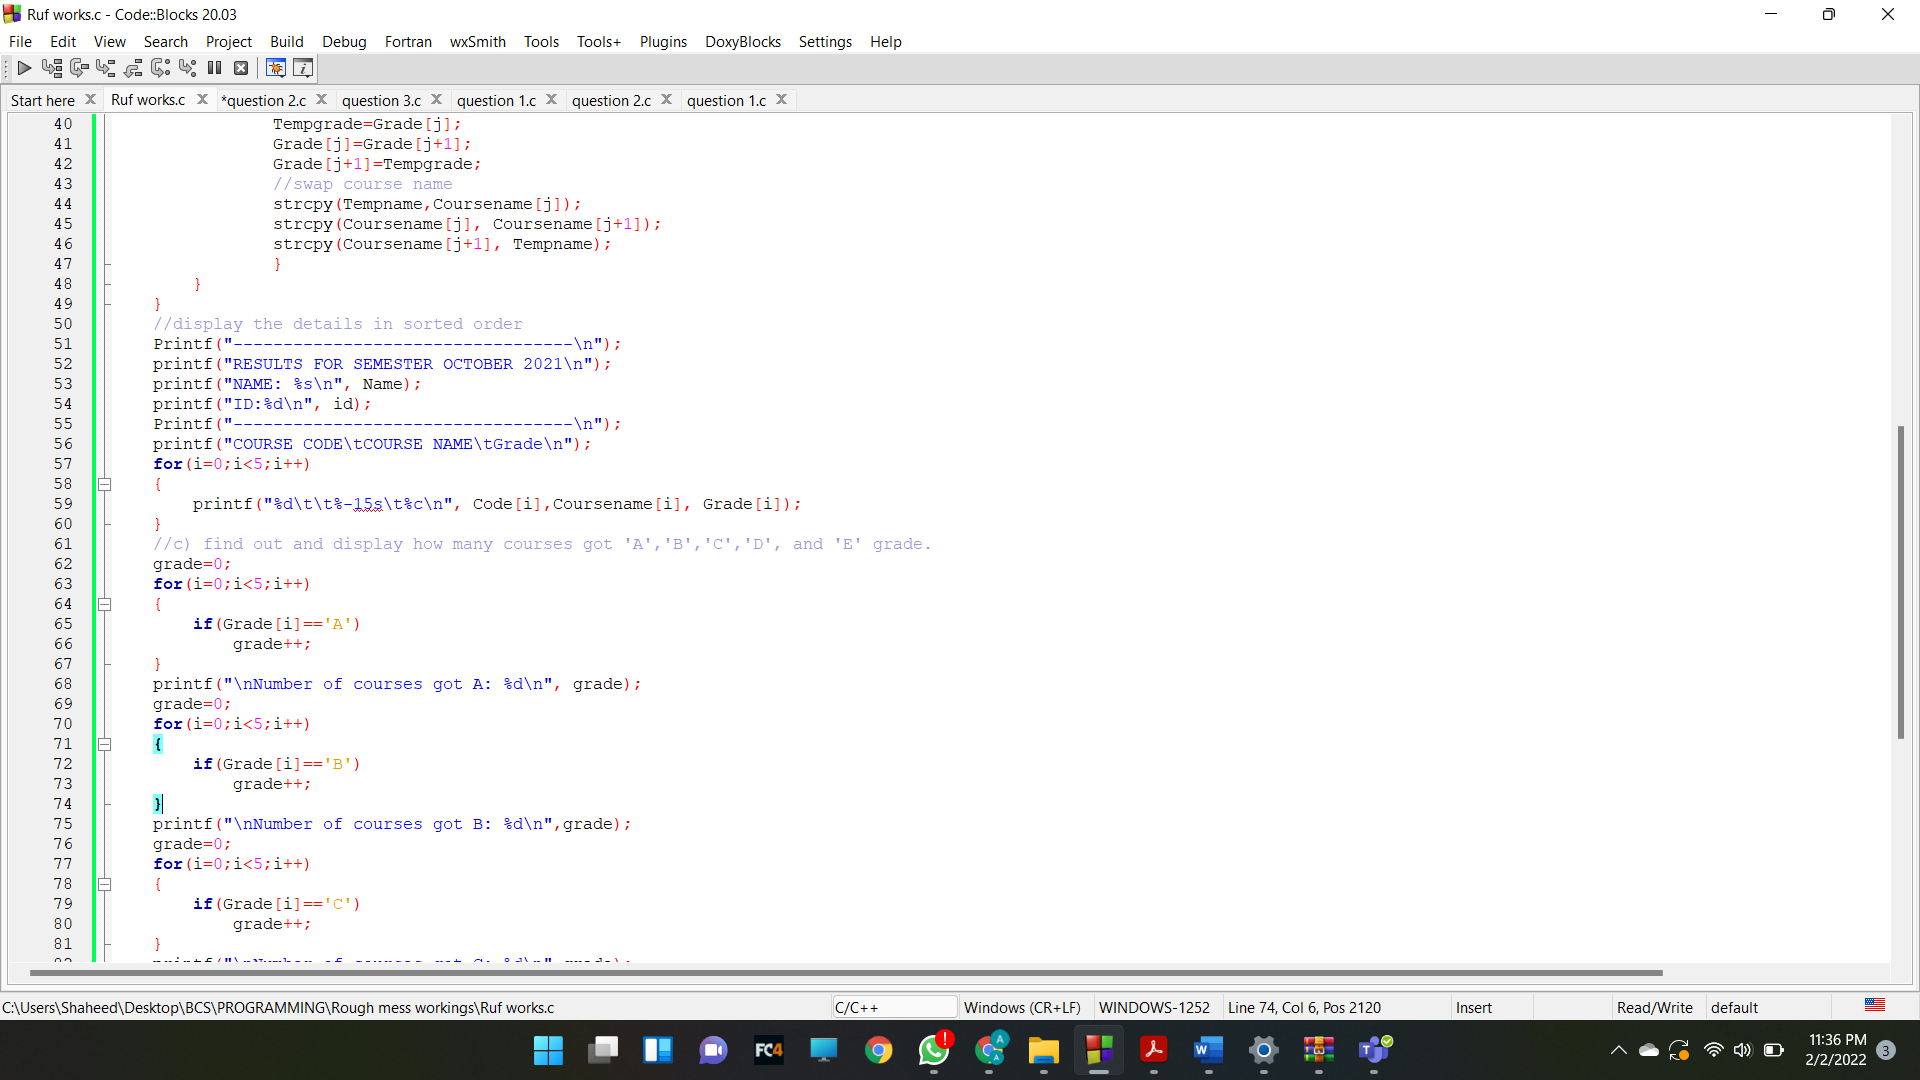 Ruf works.c - Code::Blocks 20.03
File Edit View Search Project Build Debug Fortran wxSmith Tools Tools+ Plugins DoxyBlocks Settings Help
Start here Ruf works.c *question 2.c question 3.c question 1.c question 2.c question 1.c
40 Tempgrade=Grade[j];
41 Grade[j]=Grade[j+1];
42 Grade[j+1]=Tempgrade;
43 //swap course name
44 strcpy(Tempname,Coursename[j]);
45 strcpy(Coursename[j], Coursename[j+1]);
46 strcpy(Coursename[j+1], Tempname);
47 }
48 }
49 }
50 //display the details in sorted order
51 Printf("----------------------------------\n");
52 printf("RESULTS FOR SEMESTER OCTOBER 2021\n");
53 printf("NAME: %s\n", Name);
54 printf("ID:%d\n", id);
55 Printf("----------------------------------\n");
56 printf("COURSE CODE\tCOURSE NAME\tGrade\n");
57 for(i=0;i<5;i++)
58 {
59 printf("%d\t\t%-15s\t%c\n", Code[i],Coursename[i], Grade[i]);
60 }
61 //c) find out and display how many courses got 'A','B','C','D', and 'E' grade.
62 grade=0;
63 for(i=0;i<5;i++)
64 {
65 if(Grade[i]=='A')
66 grade++;
67 }
68 printf("\nNumber of courses got A: %d\n", grade);
69 grade=0;
70 for(i=0;i<5;i++)
71 {
72 if(Grade[i]=='B')
73 grade++;
74 }
75 printf("\nNumber of courses got B: %d\n",grade);
76 grade=0;
77 for(i=0;i<5;i++)
78 {
79 if(Grade[i]=='C')
80 grade++;
81 }
82 printf("\nNumber of courses got C: %d\n", grade);
C:\Users\Shaheed\Desktop\BCS\PROGRAMMING\Rough mess workings\Ruf works.c C/C++ Windows (CR+LF) WINDOWS-1252 Line 74, Col 6, Pos 2120 Insert Read/Write default
FC4
11:36 PM
2/2/2022
3